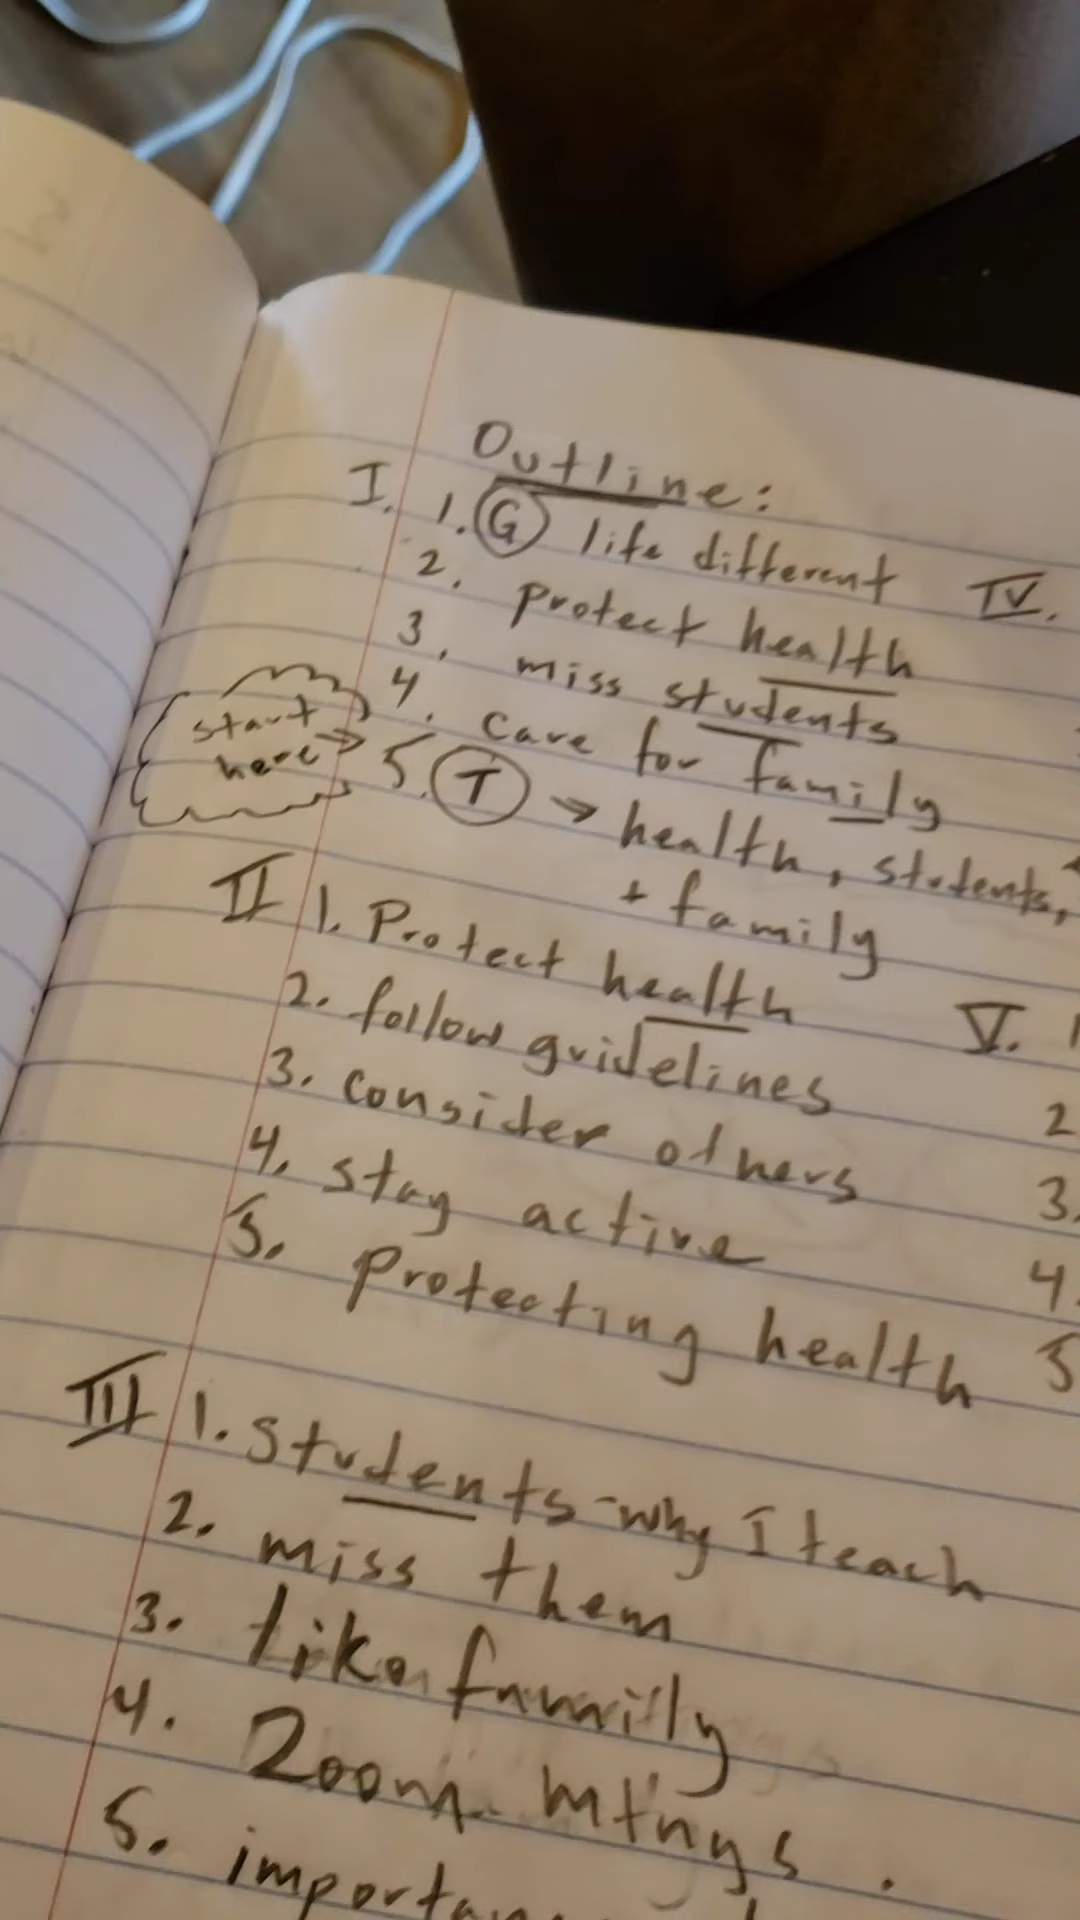 Outline:
I. 1. G life different
2. protect health
3. miss students
4. care for family
start
here → 5. T → health, students,
+ family
II 1. Protect health
2. follow guidelines
3. consider others
4. stay active
5. Protecting health
III 1. Students - why I teach
2. miss them
3. like family
4. Zoom mtngs.
5.
IV.
V. 1
2
3.
4.
5